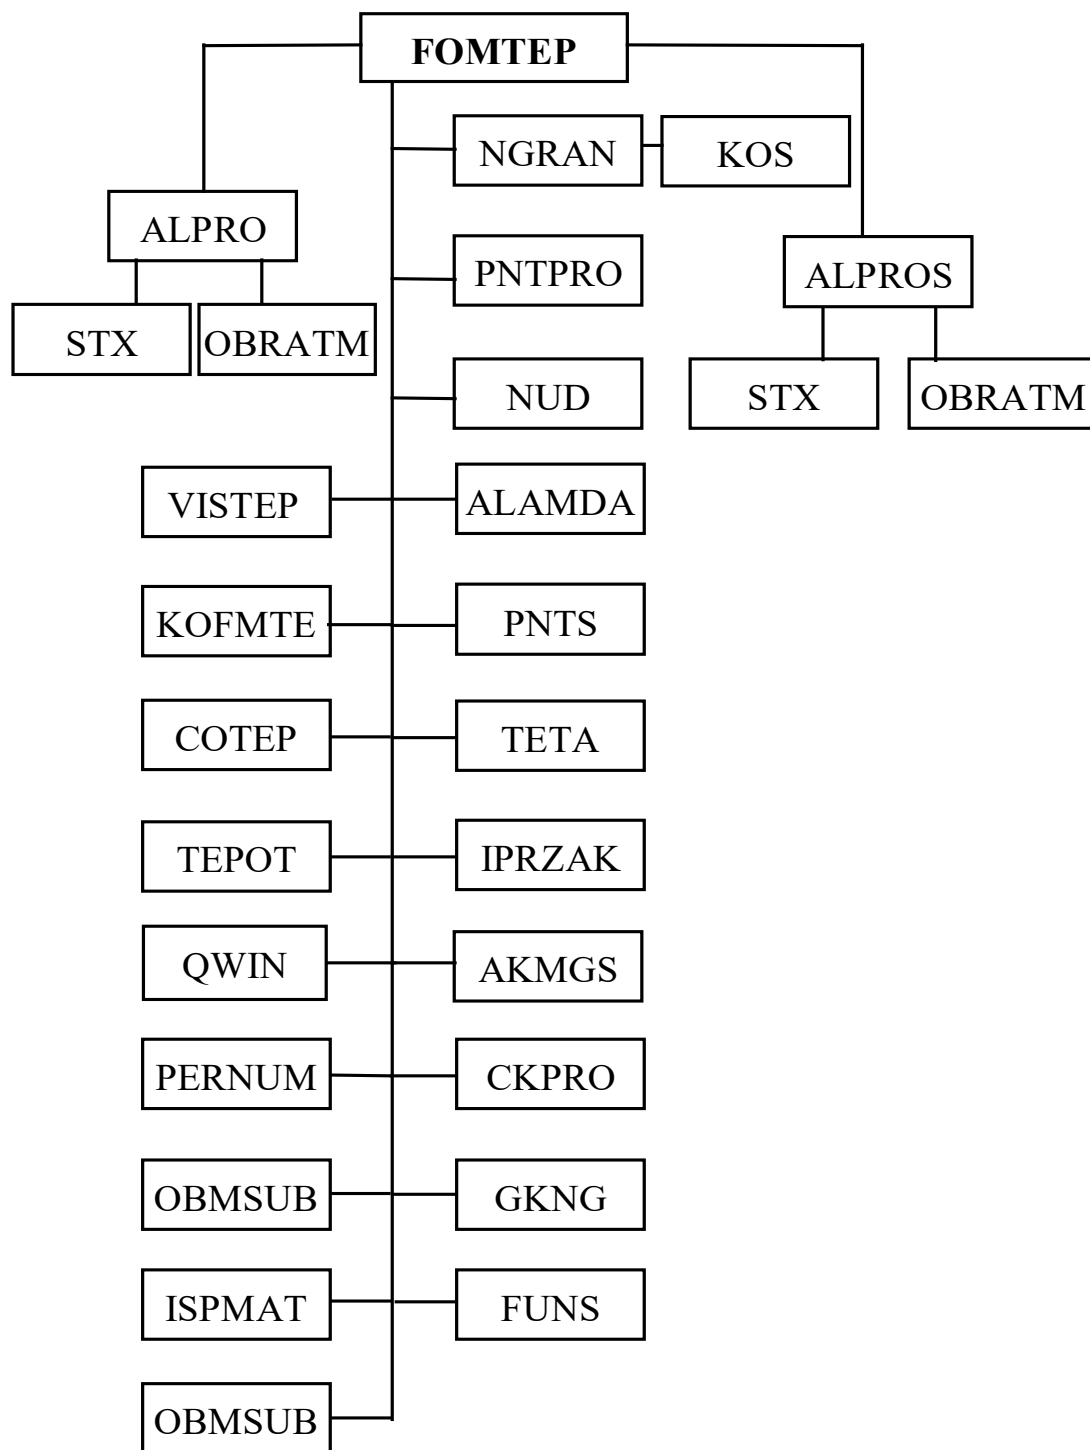 FOMTEP
NGRAN
KOS
ALPRO
PNTPRO
ALPROS
STX
OBRATM
NUD
STX
OBRATM
VISTEP
ALAMDA
KOFMTE
PNTS
COTEP
TETA
TEPOT
IPRZAK
QWIN
AKMGS
PERNUM
CKPRO
OBMSUB
GKNG
ISPMAT
FUNS
OBMSUB